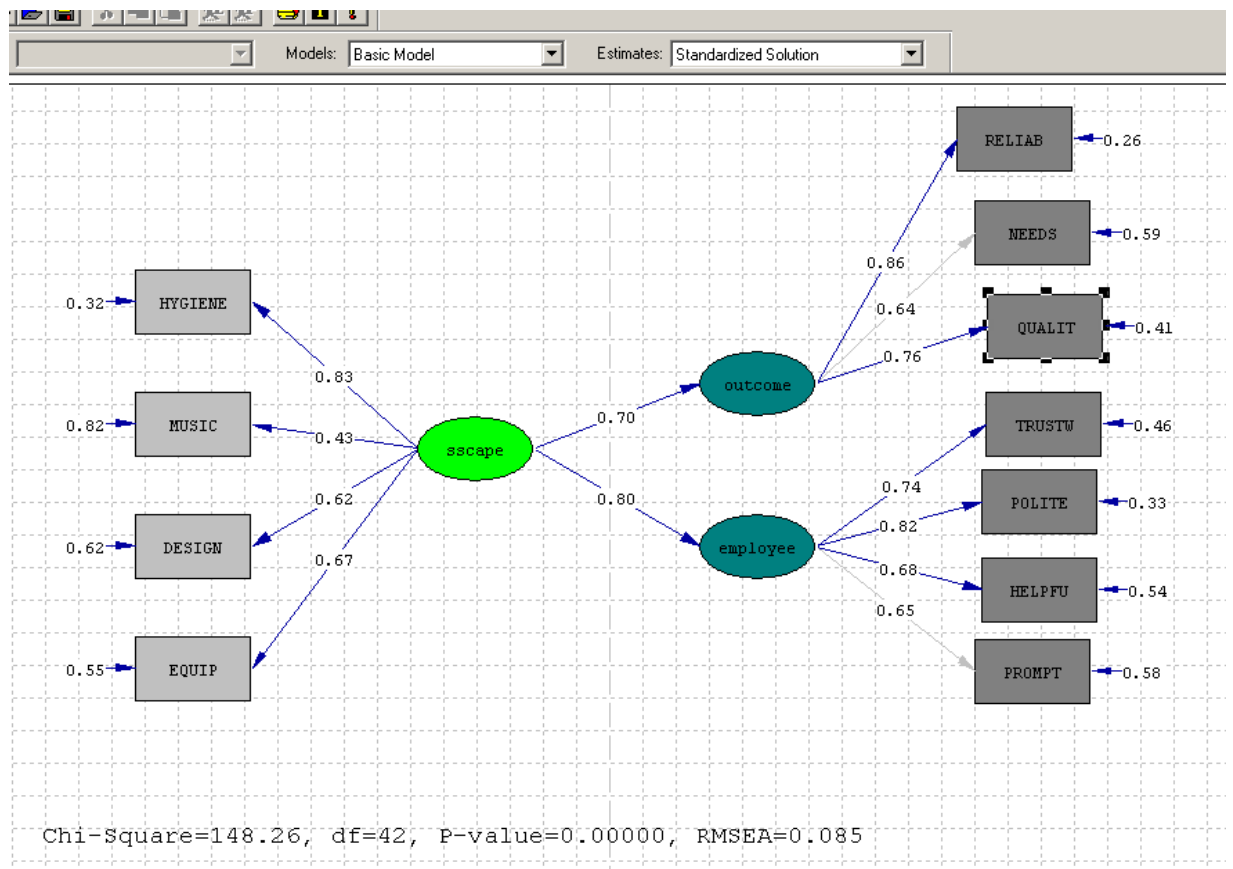 Models: Basic Model Estimates: Standardized Solution
RELIAB 0.26
NEEDS 0.59
0.86
0.32 HYGIENE
0.64
QUALIT 0.41
0.76
0.83
outcome
0.70
0.82 MUSIC
0.43
TRUSTW 0.46
sscape
0.74
0.62
0.80
POLITE 0.33
0.82
0.62 DESIGN
employee
0.67
0.68
HELPFU 0.54
0.65
0.55 EQUIP
PROMPT 0.58
Chi-Square=148.26, df=42, P-value=0.00000, RMSEA=0.085